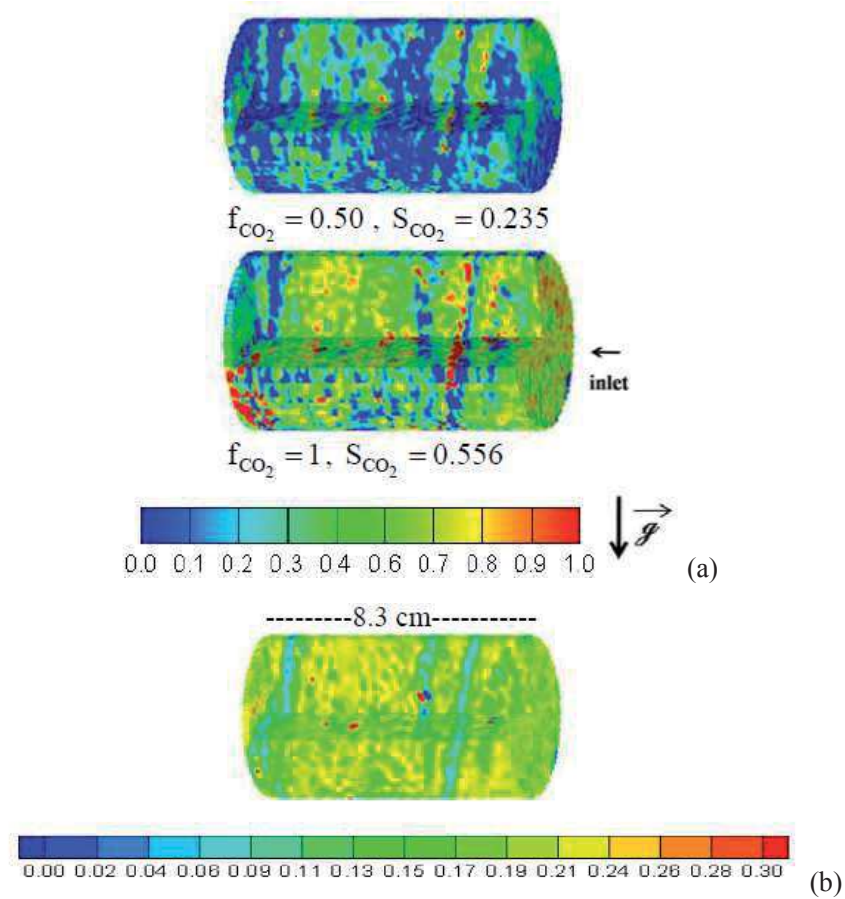 f_CO₂ = 0.50 , S_CO₂ = 0.235
inlet
f_CO₂ = 1, S_CO₂ = 0.556
0.0 0.1 0.2 0.3 0.4 0.6 0.7 0.8 0.9 1.0
g
(a)
---------8.3 cm-----------
0.00 0.02 0.04 0.06 0.09 0.11 0.13 0.15 0.17 0.19 0.21 0.24 0.26 0.28 0.30
(b)